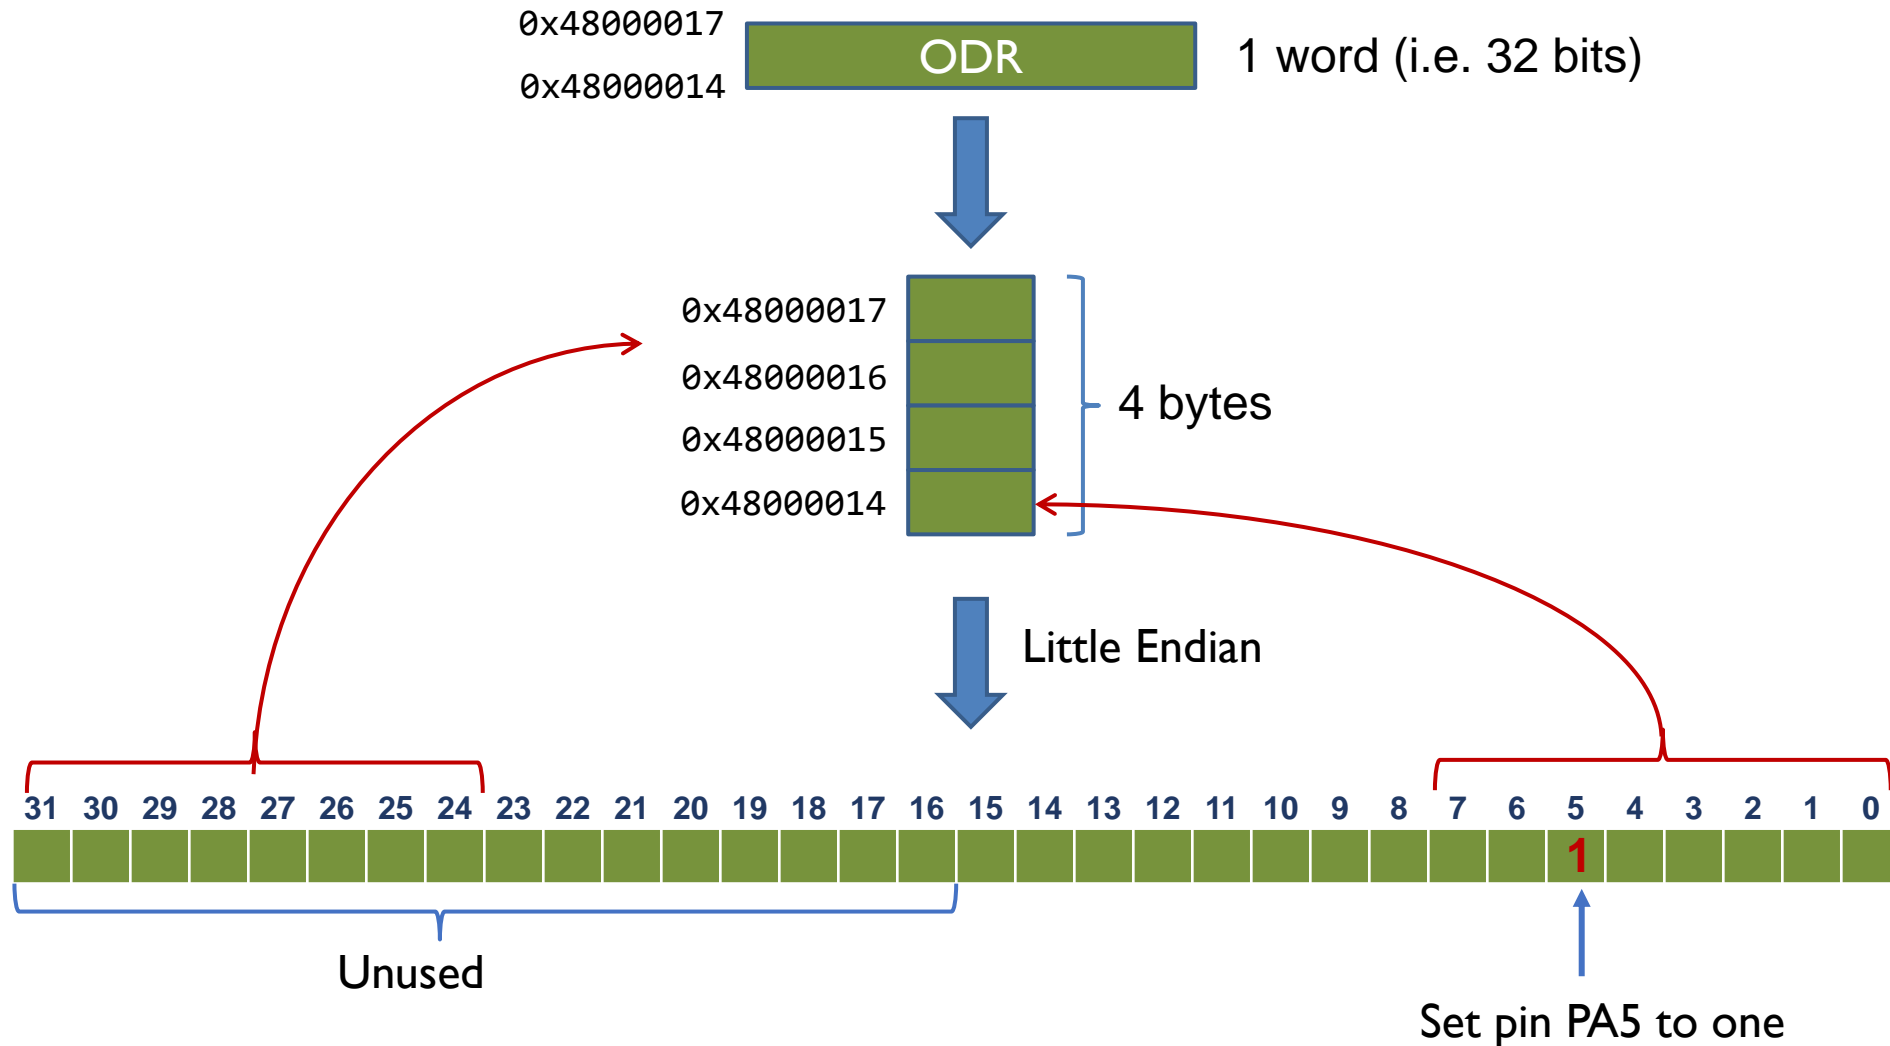 0x48000017
ODR
1 word (i.e. 32 bits)
0x48000014
0x48000017
0x48000016
4 bytes
0x48000015
0x48000014
Little Endian
31 30 29 28 27 26 25 24 23 22 21 20 19 18 17 16 15 14 13 12 11 10 9 8 7 6 5 4 3 2 1 0
1
Unused
Set pin PA5 to one